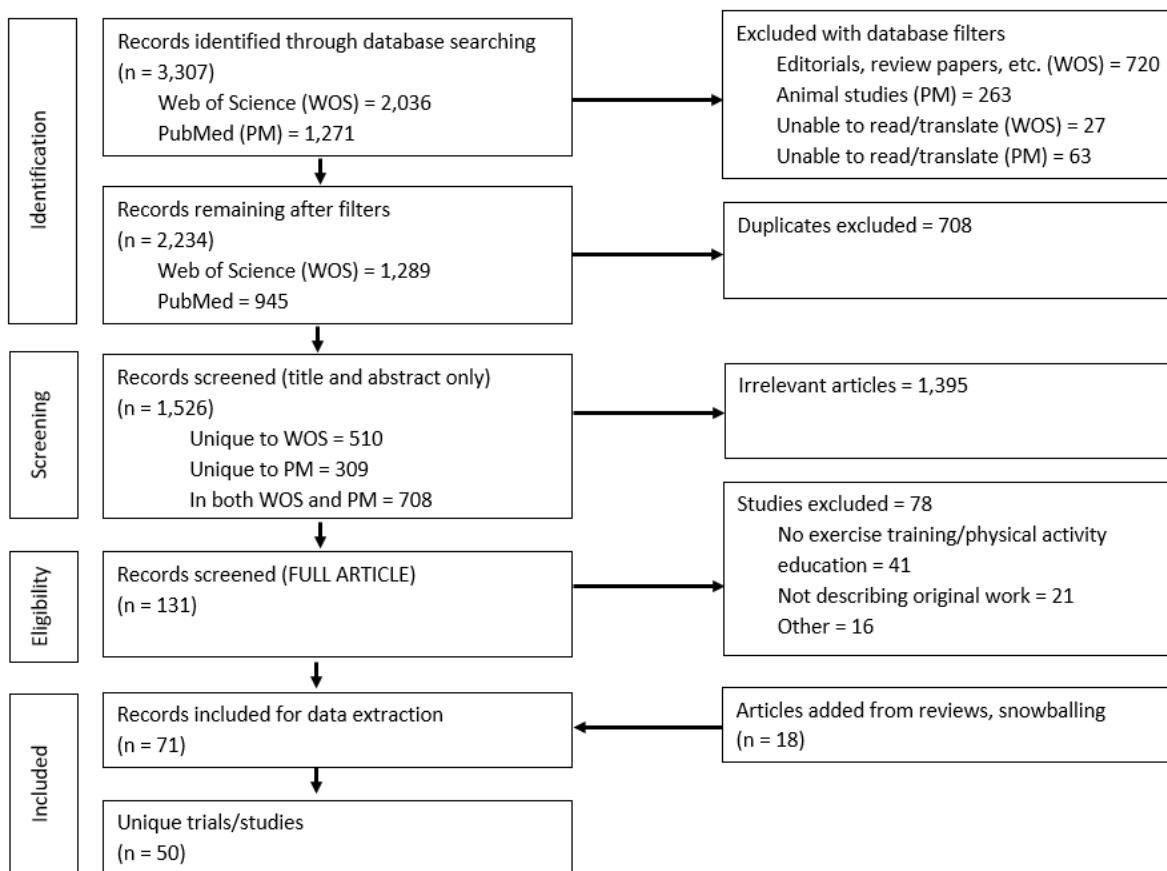 Identification
Records identified through database searching
(n = 3,307)
Web of Science (WOS) = 2,036
PubMed (PM) = 1,271
Excluded with database filters
Editorials, review papers, etc. (WOS) = 720
Animal studies (PM) = 263
Unable to read/translate (WOS) = 27
Unable to read/translate (PM) = 63
Records remaining after filters
(n = 2,234)
Web of Science (WOS) = 1,289
PubMed = 945
Duplicates excluded = 708
Screening
Records screened (title and abstract only)
(n = 1,526)
Unique to WOS = 510
Unique to PM = 309
In both WOS and PM = 708
Irrelevant articles = 1,395
Eligibility
Records screened (FULL ARTICLE)
(n = 131)
Studies excluded = 78
No exercise training/physical activity
education = 41
Not describing original work = 21
Other = 16
Included
Records included for data extraction
(n = 71)
Articles added from reviews, snowballing
(n = 18)
Unique trials/studies
(n = 50)